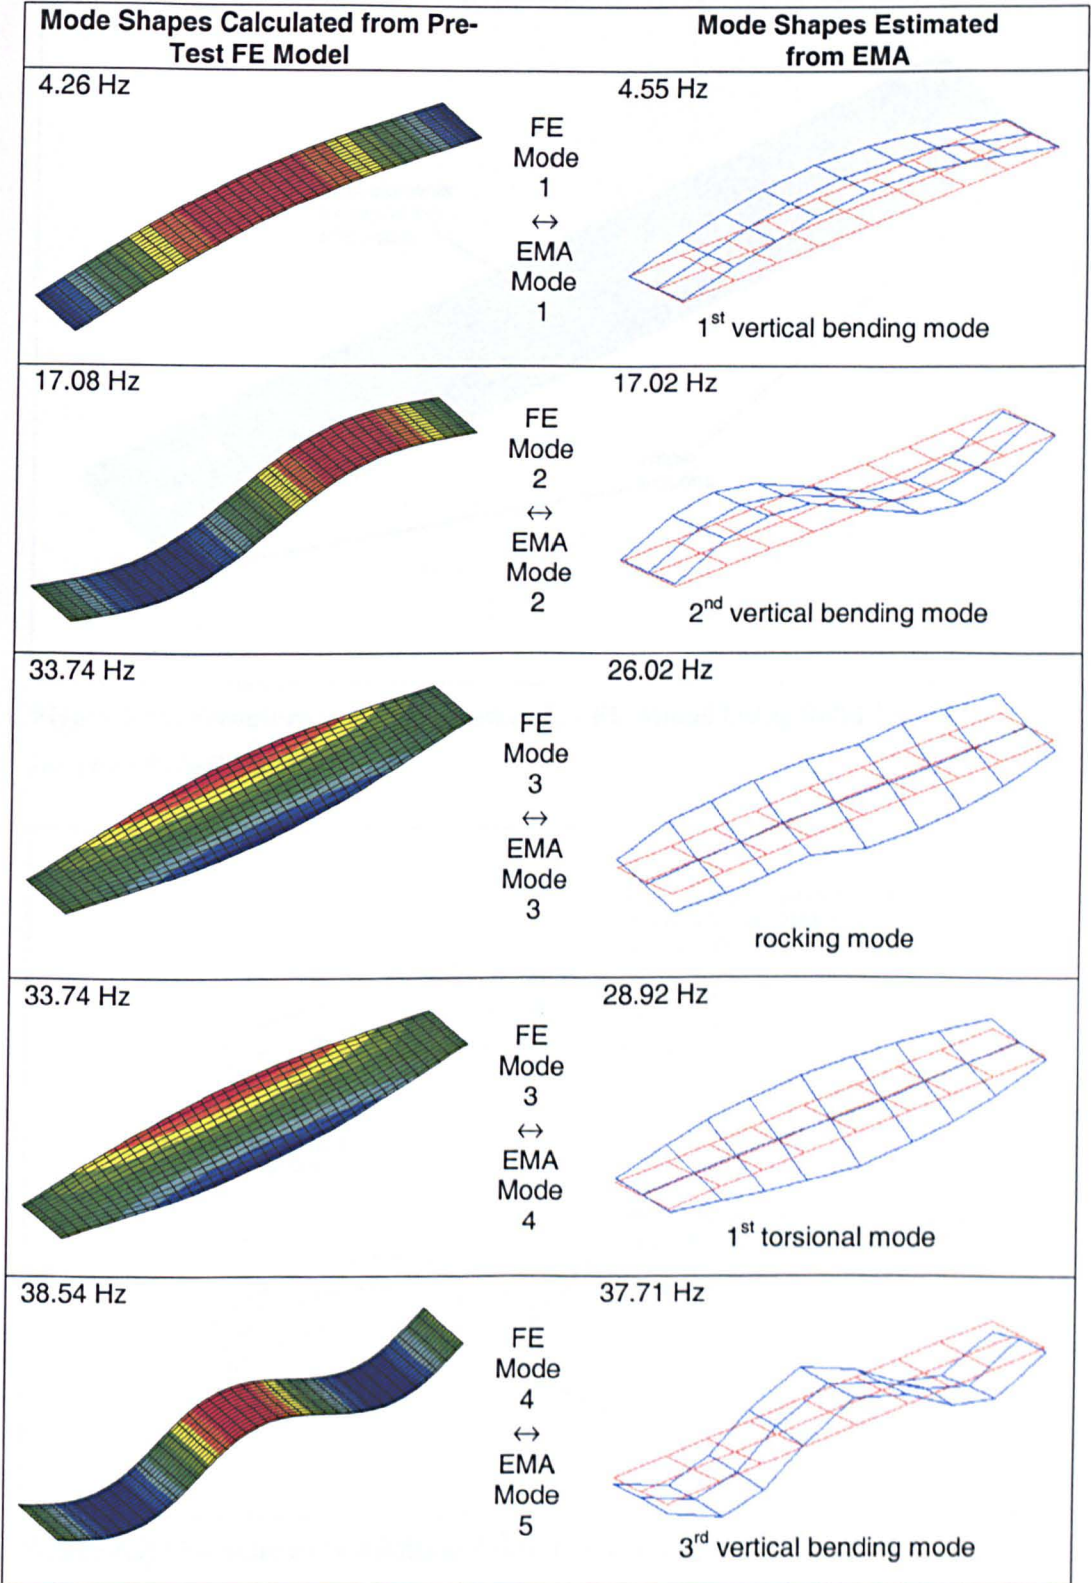 Mode Shapes Calculated from Pre-
Test FE Model
Mode Shapes Estimated
from EMA
4.26 Hz
FE
Mode
1
↔
EMA
Mode
1
4.55 Hz
1st vertical bending mode
17.08 Hz
FE
Mode
2
↔
EMA
Mode
2
17.02 Hz
2nd vertical bending mode
33.74 Hz
FE
Mode
3
↔
EMA
Mode
3
26.02 Hz
rocking mode
33.74 Hz
FE
Mode
3
↔
EMA
Mode
4
28.92 Hz
1st torsional mode
38.54 Hz
FE
Mode
4
↔
EMA
Mode
5
37.71 Hz
3rd vertical bending mode